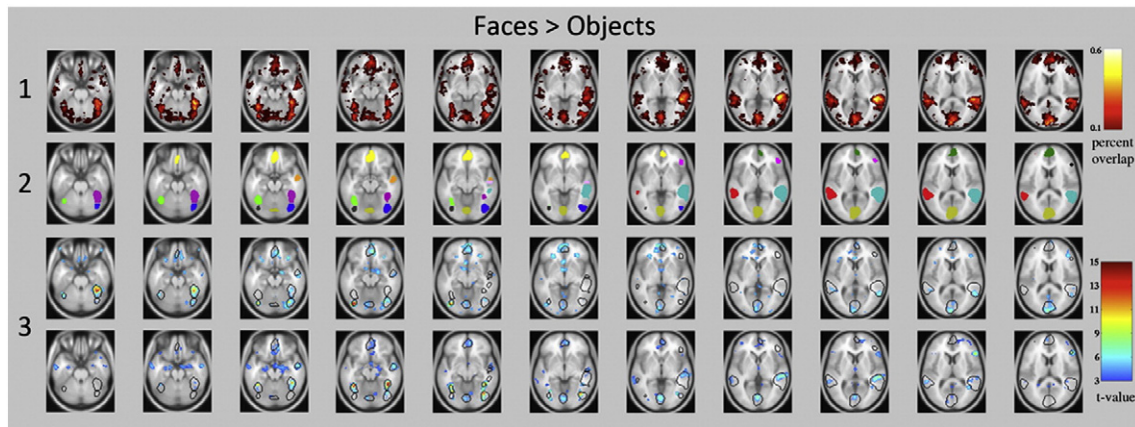 Faces > Objects
1
0.6
0.1
percent
overlap
2
3
15
13
11
9
6
3
t-value